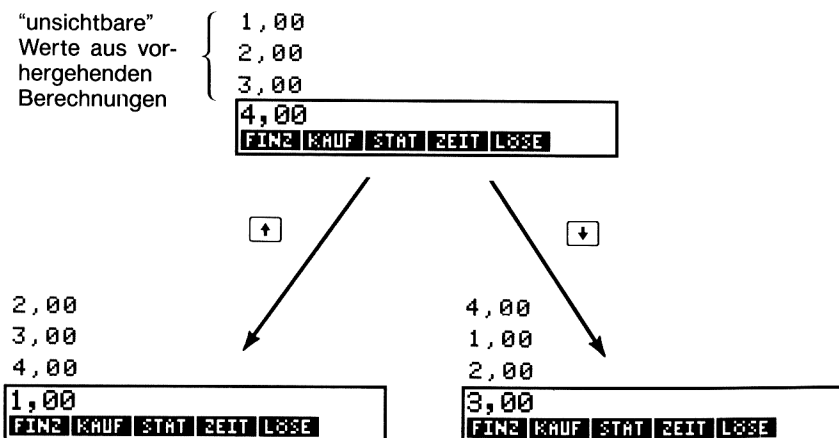 “unsichtbare”
Werte aus vor-
hergehenden
Berechnungen
1,00
2,00
3,00
4,00
FINZ KAUF STAT ZEIT LÖSE
↑
↓
2,00
3,00
4,00
1,00
FINZ KAUF STAT ZEIT LÖSE
4,00
1,00
2,00
3,00
FINZ KAUF STAT ZEIT LÖSE